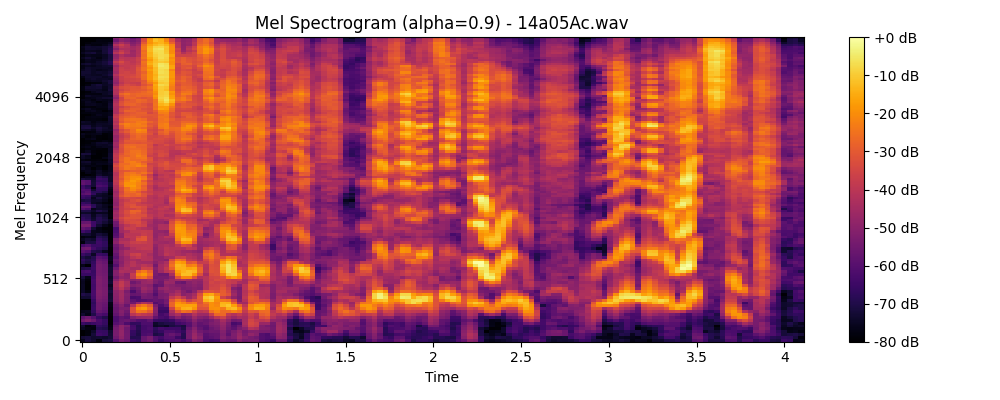 Mel Spectrogram (alpha=0.9) - 14a05Ac.wav
Mel Frequency
4096
2048
1024
512
0
0 0.5 1 1.5 2 2.5 3 3.5 4
Time
+0 dB
-10 dB
-20 dB
-30 dB
-40 dB
-50 dB
-60 dB
-70 dB
-80 dB